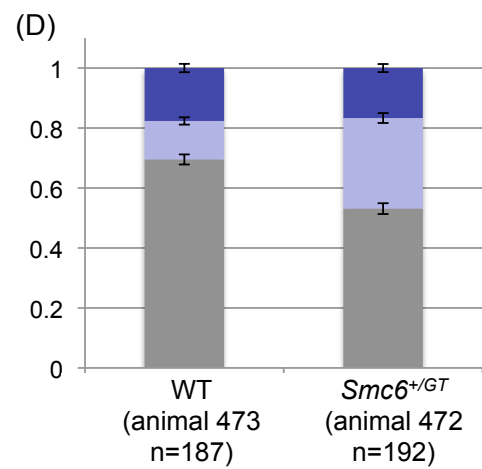 (D)
1
0.8
0.6
0.4
0.2
0
WT
(animal 473
n=187)
Smc6+/GT
(animal 472
n=192)